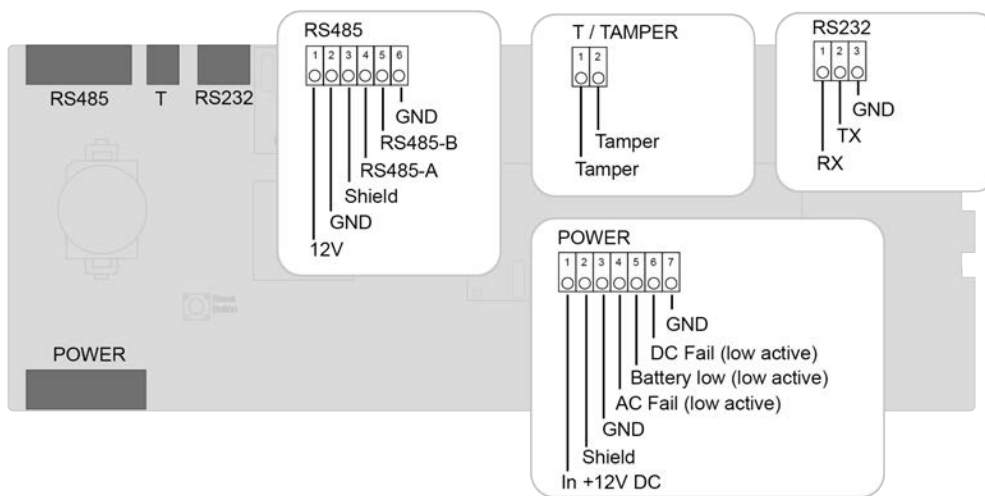 RS485
T
RS232
POWER
Reset
Button
RS485
1 2 3 4 5 6
GND
RS485-B
RS485-A
Shield
GND
12V
T / TAMPER
1 2
Tamper
Tamper
RS232
1 2 3
GND
TX
RX
POWER
1 2 3 4 5 6 7
GND
DC Fail (low active)
Battery low (low active)
AC Fail (low active)
GND
Shield
In +12V DC